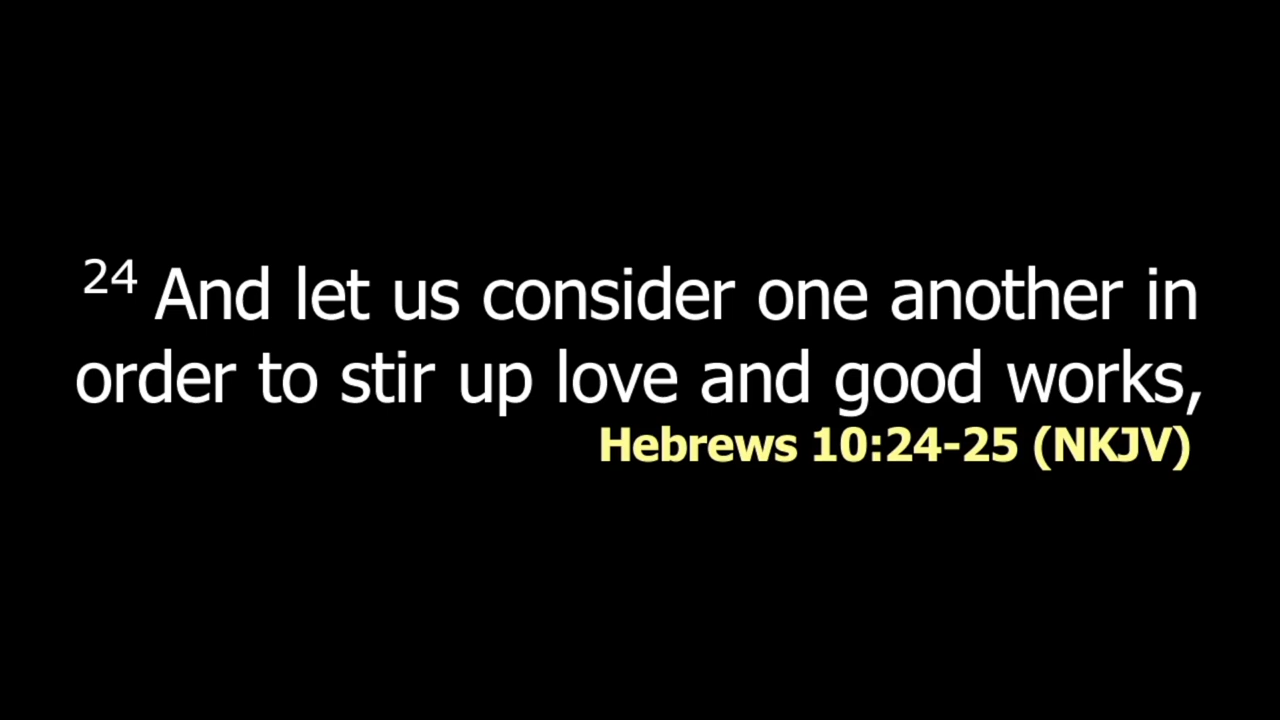 24 And let us consider one another in
order to stir up love and good works,
Hebrews 10:24-25 (NKJV)